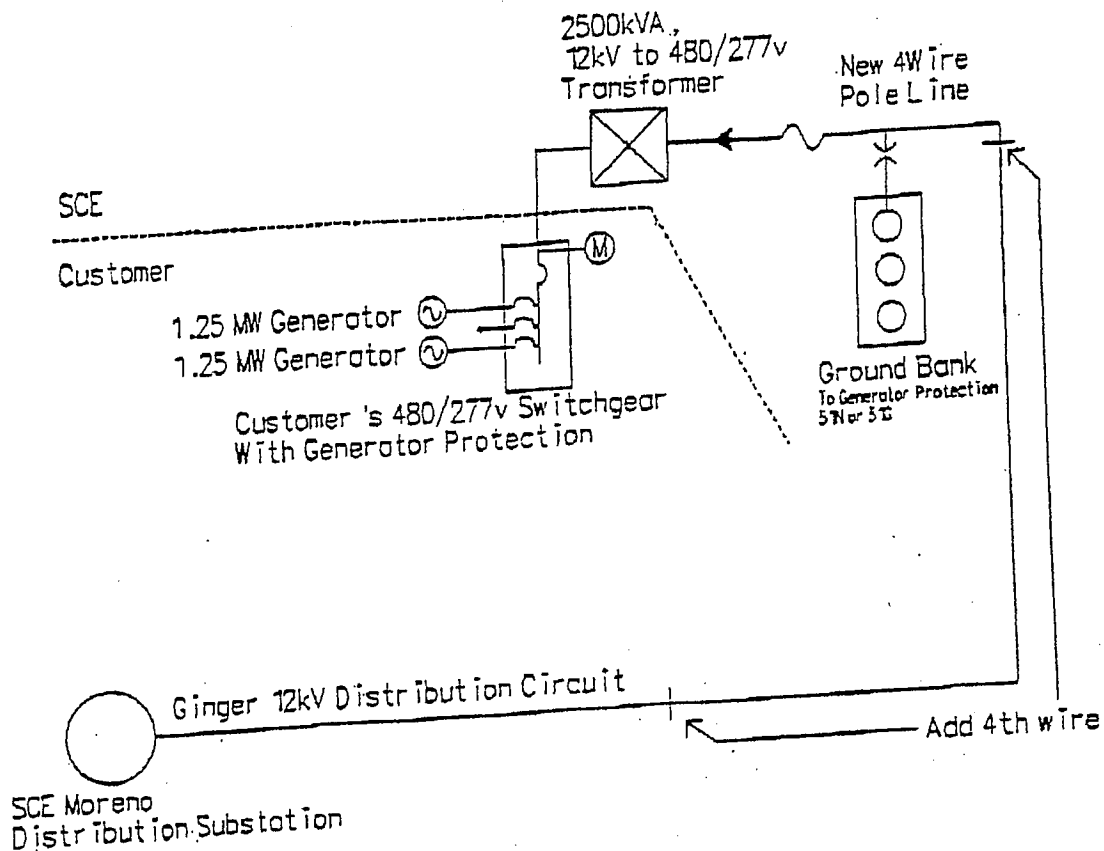 2500kVA,
12kV to 480/277v
Transformer
New 4Wire
Pole Line
SCE
Customer
M
1.25 MW Generator
1.25 MW Generator
Ground Bank
To Generator Protection
Customer's 480/277v Switchgear
With Generator Protection
Ginger 12kV Distribution Circuit
Add 4th wire
SCE Moreno
Distribution Substation